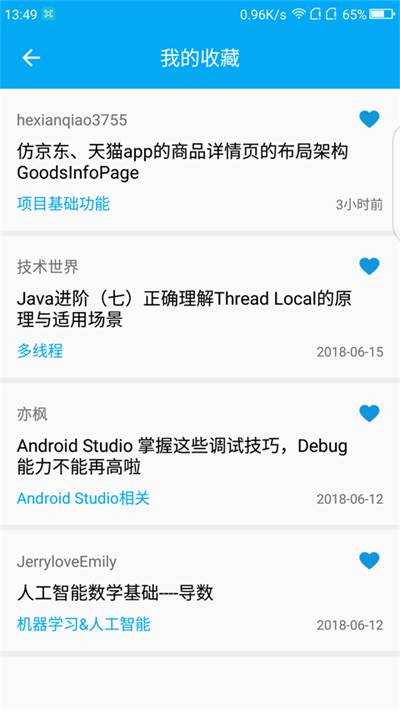 13:49
0.96K/s
65%
我的收藏
hexianqiao3755
仿京东、天猫app的商品详情页的布局架构
GoodsInfoPage
项目基础功能
3小时前
技术世界
Java进阶（七）正确理解Thread Local的原
理与适用场景
多线程
2018-06-15
亦枫
Android Studio 掌握这些调试技巧，Debug
能力不能再高啦
Android Studio相关
2018-06-12
JerryloveEmily
人工智能数学基础----导数
机器学习&人工智能
2018-06-12